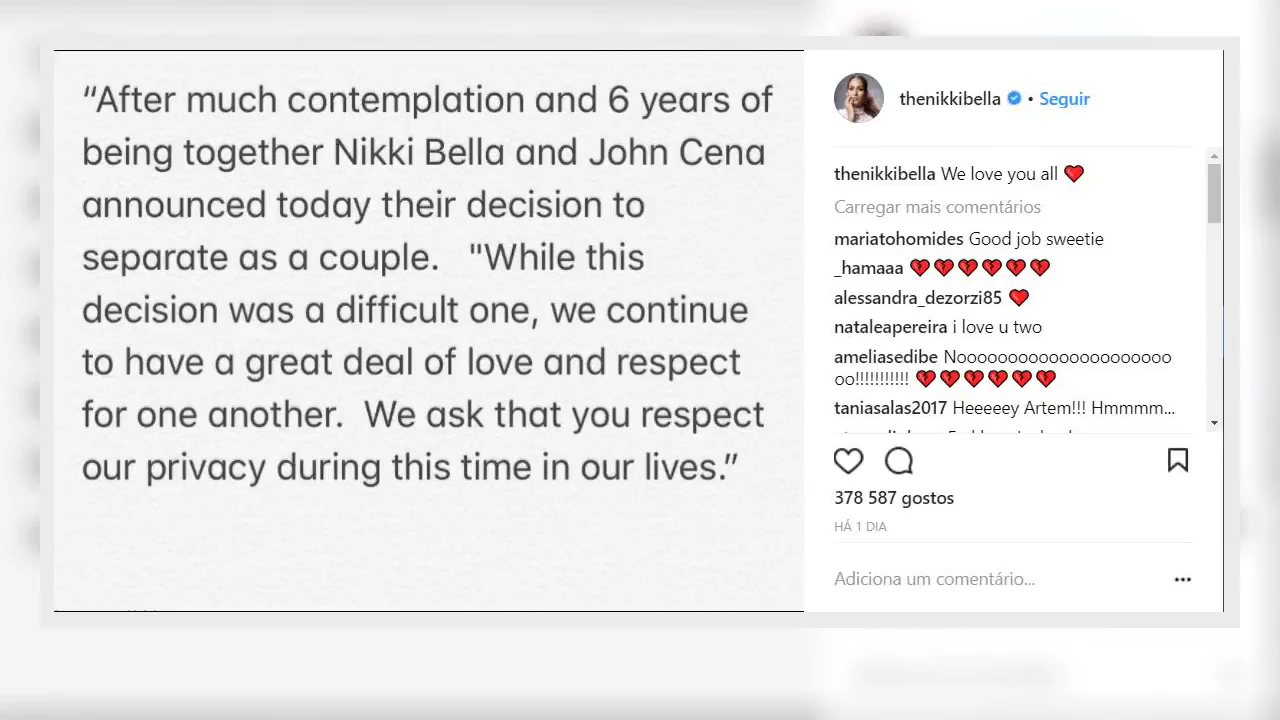 “After much contemplation and 6 years of
being together Nikki Bella and John Cena
announced today their decision to
separate as a couple.   "While this
decision was a difficult one, we continue
to have a great deal of love and respect
for one another.  We ask that you respect
our privacy during this time in our lives.”
thenikkibella • Seguir
thenikkibella We love you all ❤️
Carregar mais comentários
mariatohomides Good job sweetie
_hamaaa 💔💔💔💔💔💔
alessandra_dezorzi85 ❤️
nataleapereira i love u two
ameliasedibe Nooooooooooooooooooooo
oo!!!!!!!!!!! 💔💔💔💔💔💔
taniasalas2017 Heeeeey Artem!!! Hmmmm...
378 587 gostos
HÁ 1 DIA
Adiciona um comentário...